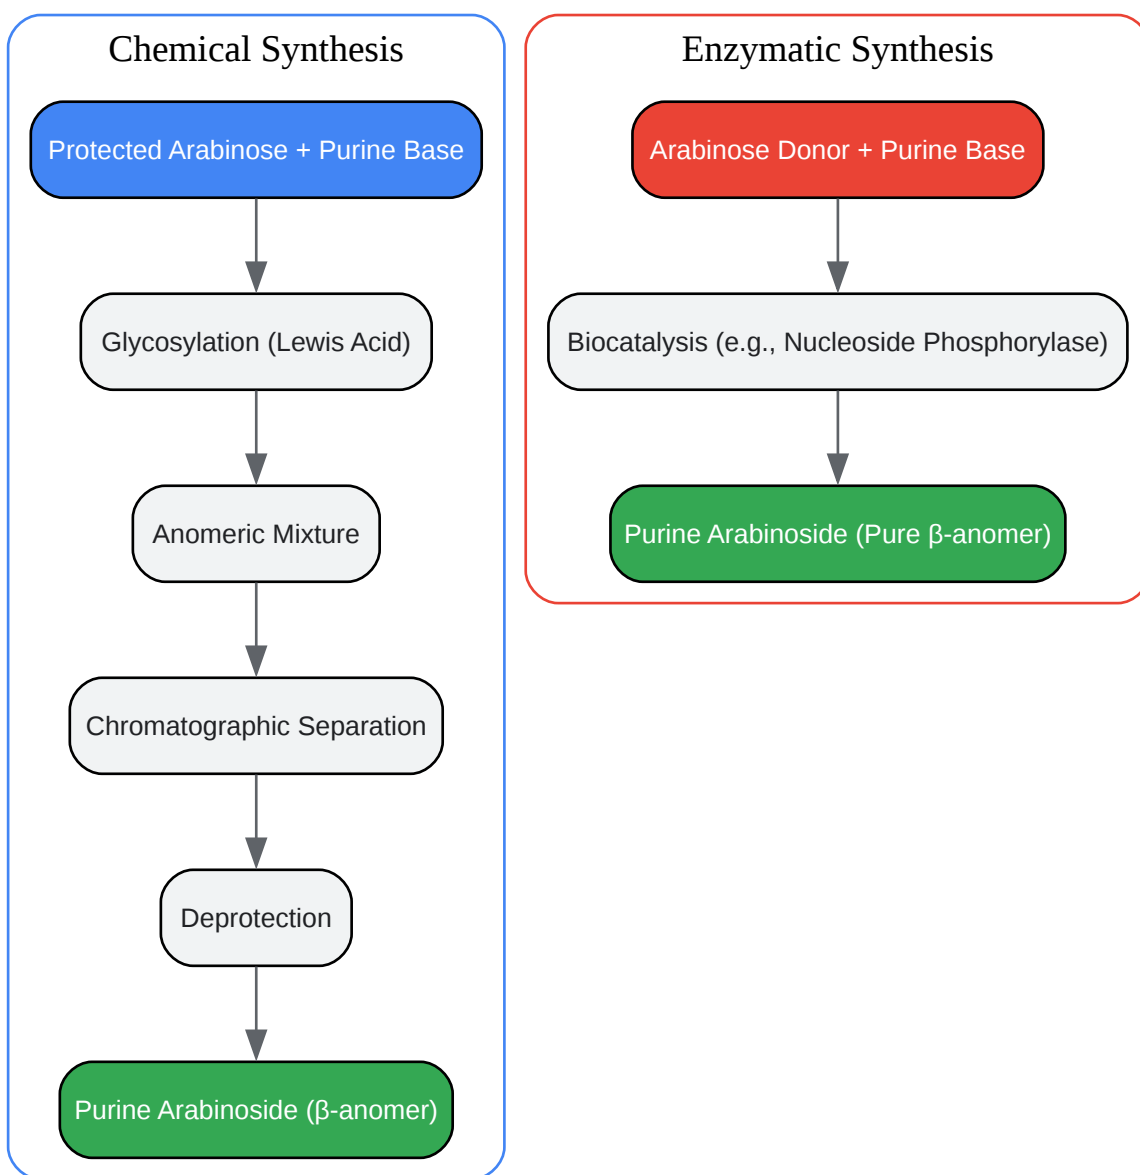 Chemical Synthesis
Protected Arabinose + Purine Base
Glycosylation (Lewis Acid)
Anomeric Mixture
Chromatographic Separation
Deprotection
Purine Arabinoside (β-anomer)
Enzymatic Synthesis
Arabinose Donor + Purine Base
Biocatalysis (e.g., Nucleoside Phosphorylase)
Purine Arabinoside (Pure β-anomer)